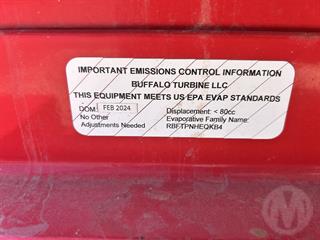 IMPORTANT EMISSIONS CONTROL INFORMATION
BUFFALO TURBINE LLC
THIS EQUIPMENT MEETS US EPA EVAP STANDARDS
DOM: FEB 2024 Displacement: < 80cc
No Other Evaporative Family Name:
Adjustments Needed RBFTPNHEQKB4